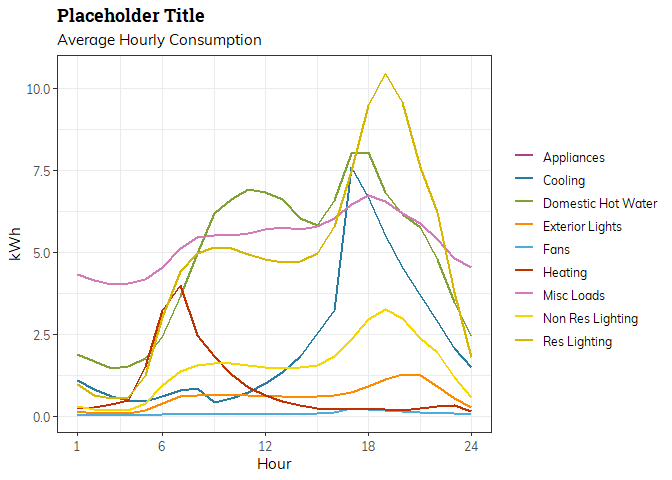 Placeholder Title
Average Hourly Consumption
kWh
10.0
7.5
5.0
2.5
0.0
1 6 12 18 24
Hour
Appliances
Cooling
Domestic Hot Water
Exterior Lights
Fans
Heating
Misc Loads
Non Res Lighting
Res Lighting